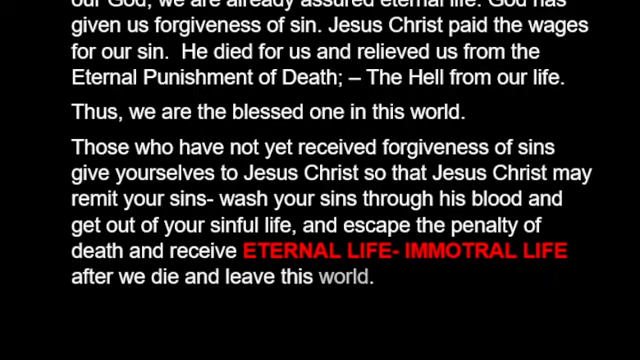 our God, we are already assured eternal life. God has
given us forgiveness of sin. Jesus Christ paid the wages
for our sin. He died for us and relieved us from the
Eternal Punishment of Death; – The Hell from our life.
Thus, we are the blessed one in this world.
Those who have not yet received forgiveness of sins
give yourselves to Jesus Christ so that Jesus Christ may
remit your sins- wash your sins through his blood and
get out of your sinful life, and escape the penalty of
death and receive ETERNAL LIFE- IMMOTRAL LIFE
after we die and leave this world.